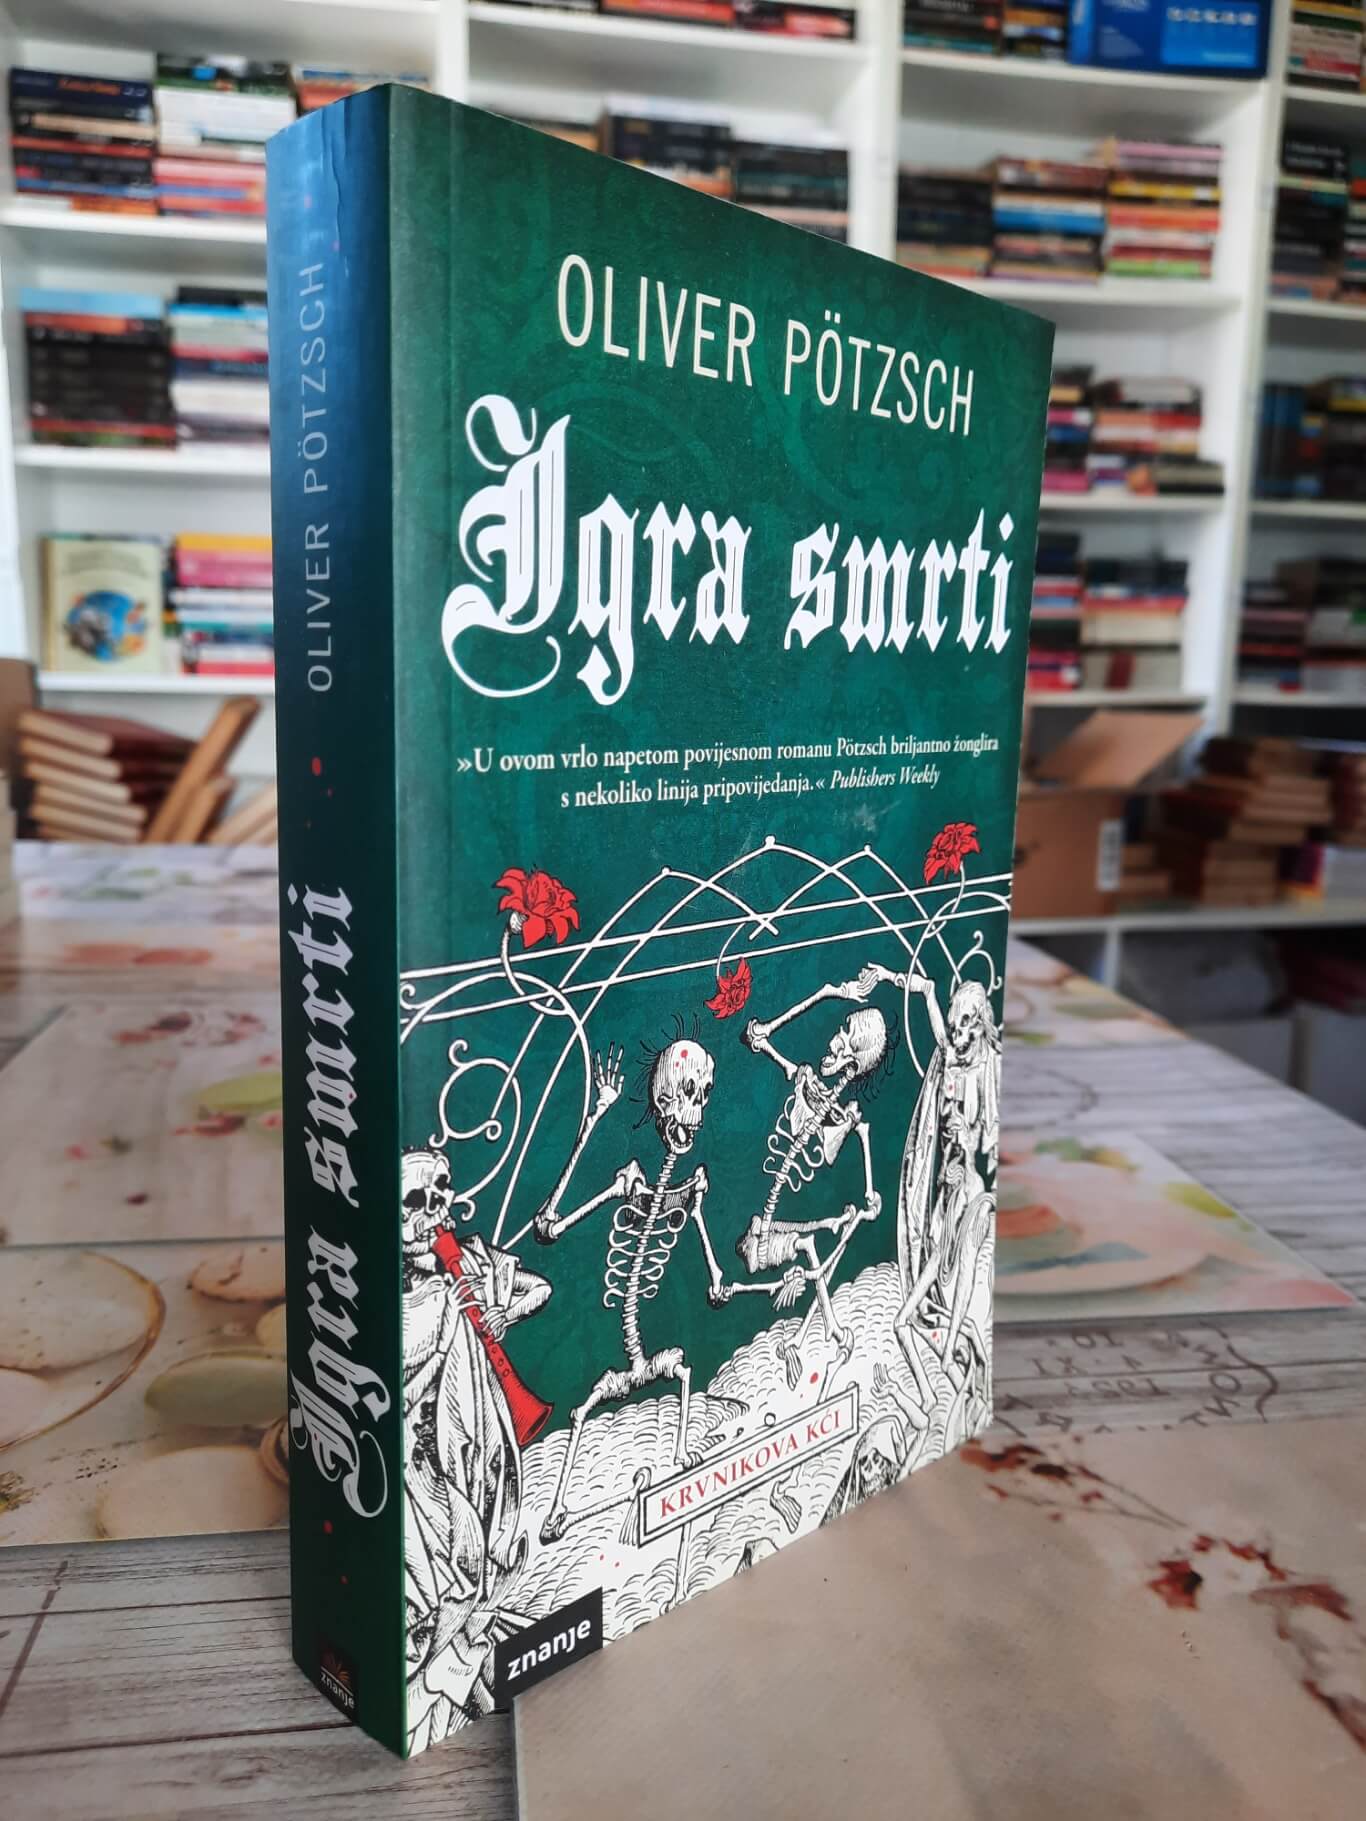 OLIVER PÖTZSCH
Igra smrti
»U ovom vrlo napetom povijesnom romanu Pötzsch briljantno žonglira
s nekoliko linija pripovijedanja.« Publishers Weekly
KRVNIKOVA KĆI
znanje
OLIVER PÖTZSCH
Igra smrti
znanje